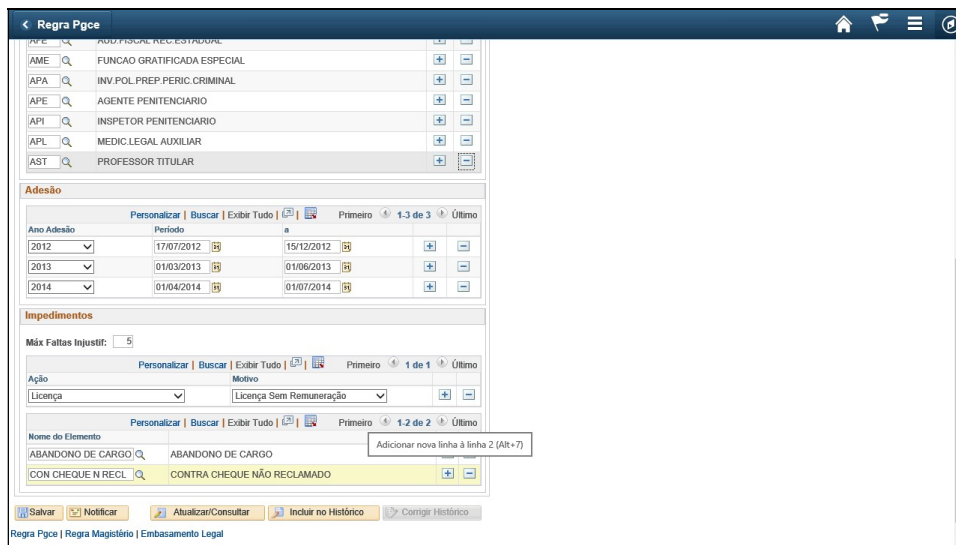 Regra Pgce
AFE AUD.FISCAL REC.ESTADUAL
AME FUNCAO GRATIFICADA ESPECIAL
APA INV.POL.PREP.PERIC.CRIMINAL
APE AGENTE PENITENCIARIO
API INSPETOR PENITENCIARIO
APL MEDIC.LEGAL AUXILIAR
AST PROFESSOR TITULAR
Adesão
Personalizar | Buscar | Exibir Tudo | Primeiro 1-3 de 3 Último
Ano Adesão Período a
2012 17/07/2012 15/12/2012
2013 01/03/2013 01/06/2013
2014 01/04/2014 01/07/2014
Impedimentos
Máx Faltas Injustif: 5
Personalizar | Buscar | Exibir Tudo | Primeiro 1 de 1 Último
Ação Motivo
Licença Licença Sem Remuneração
Personalizar | Buscar | Exibir Tudo | Primeiro 1-2 de 2 Último
Nome do Elemento
Adicionar nova linha à linha 2 (Alt+7)
ABANDONO DE CARGO ABANDONO DE CARGO
CON CHEQUE N RECL CONTRA CHEQUE NÃO RECLAMADO
Salvar Notificar Atualizar/Consultar Incluir no Histórico Corrigir Histórico
Regra Pgce | Regra Magistério | Embasamento Legal